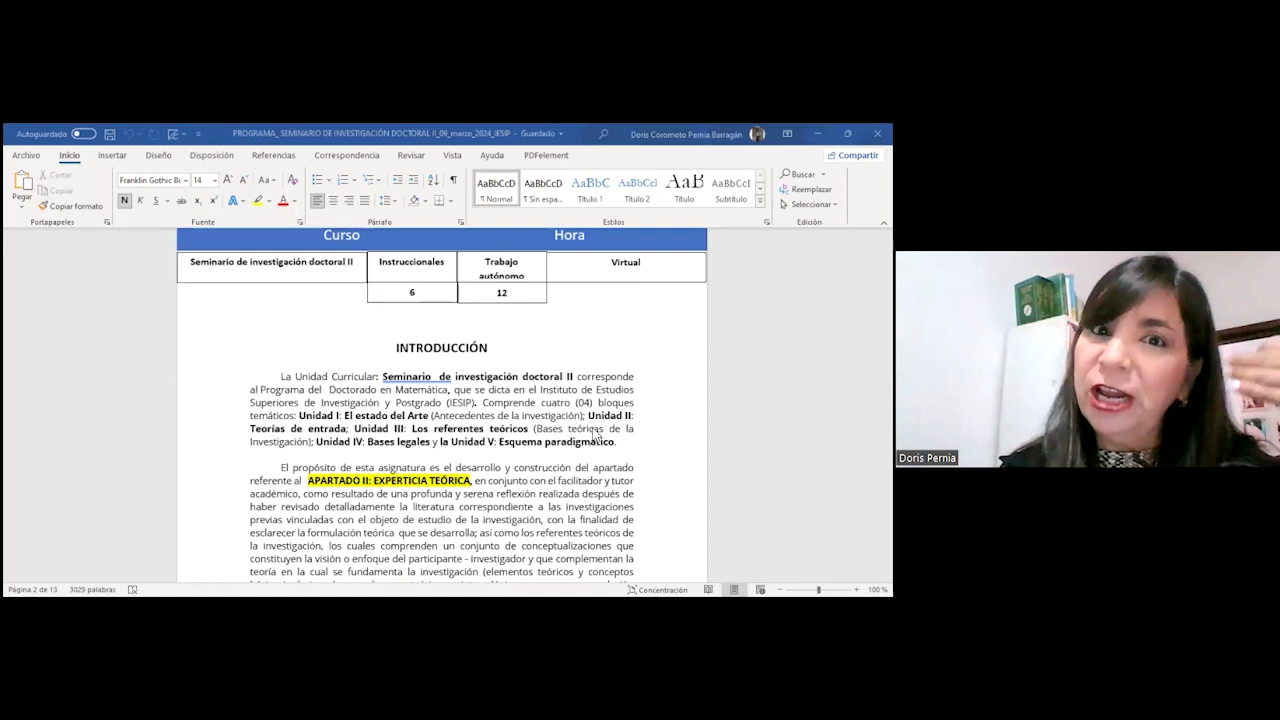 Autoguardado
PROGRAMA_ SEMINARIO DE INVESTIGACIÓN DOCTORAL II_09_marzo_2024_IESIP - Guardado
Doris Coromoto Pernia Barragán
Archivo Inicio Insertar Diseño Disposición Referencias Correspondencia Revisar Vista Ayuda PDFelement
Compartir
Pegar
Cortar
Copiar
Copiar formato
Portapapeles
Franklin Gothic B 14
Fuente
Párrafo
AaBbCcD AaBbCcD AaBbC AaBbCcI AaB AaBbCcI
¶ Normal ¶ Sin espa... Título 1 Título 2 Título Subtítulo
Estilos
Buscar
Reemplazar
Seleccionar
Edición
Curso Hora
Seminario de investigación doctoral II Instruccionales Trabajo autónomo Virtual
6 12
INTRODUCCIÓN
La Unidad Curricular: Seminario de investigación doctoral II corresponde
al Programa del Doctorado en Matemática, que se dicta en el Instituto de Estudios
Superiores de Investigación y Postgrado (IESIP). Comprende cuatro (04) bloques
temáticos: Unidad I: El estado del Arte (Antecedentes de la investigación); Unidad II:
Teorías de entrada; Unidad III: Los referentes teóricos (Bases teóricas de la
Investigación); Unidad IV: Bases legales y la Unidad V: Esquema paradigmático.
El propósito de esta asignatura es el desarrollo y construcción del apartado
referente al APARTADO II: EXPERTICIA TEÓRICA, en conjunto con el facilitador y tutor
académico, como resultado de una profunda y serena reflexión realizada después de
haber revisado detalladamente la literatura correspondiente a las investigaciones
previas vinculadas con el objeto de estudio de la investigación, con la finalidad de
esclarecer la formulación teórica que se desarrolla; así como los referentes teóricos de
la investigación, los cuales comprenden un conjunto de conceptualizaciones que
constituyen la visión o enfoque del participante - investigador y que complementan la
teoría en la cual se fundamenta la investigación (elementos teóricos y conceptos
Página 2 de 13 3029 palabras
Concentración
100 %
Doris Pernia